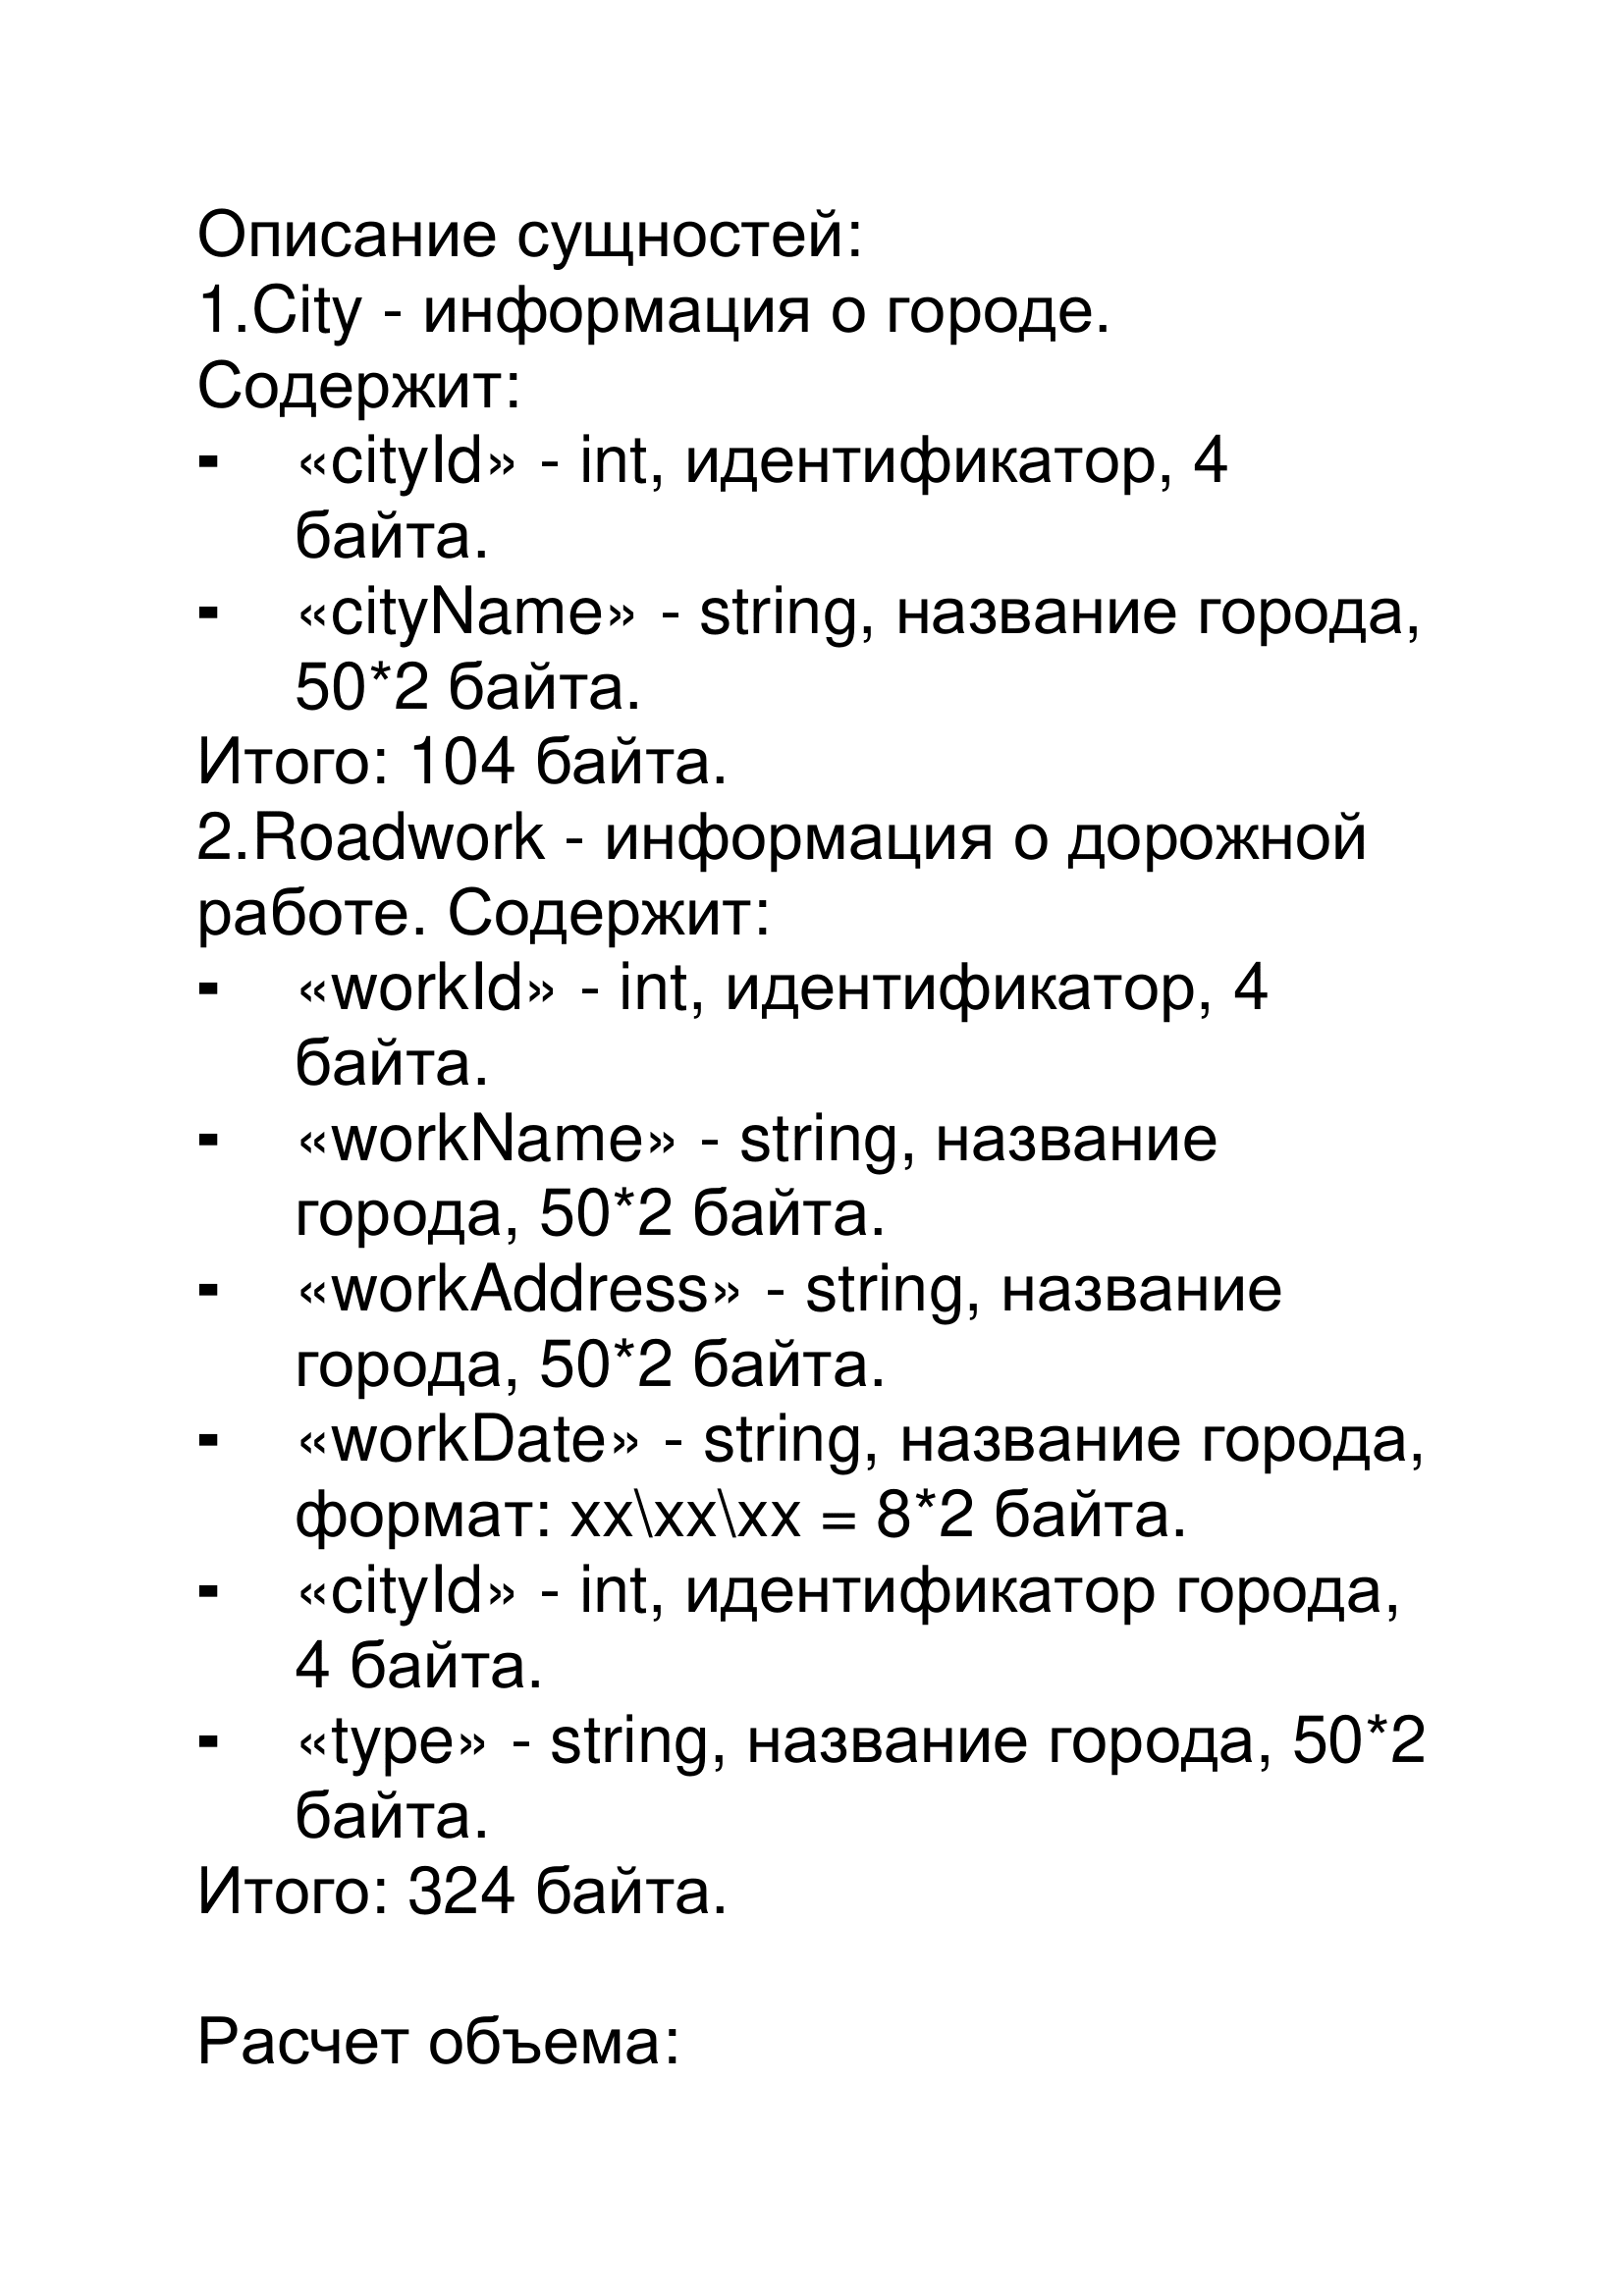 Описание сущностей:
1.City - информация о городе.
Содержит:
- «cityId» - int, идентификатор, 4
байта.
- «cityName» - string, название города,
50*2 байта.
Итого: 104 байта.
2.Roadwork - информация о дорожной
работе. Содержит:
- «workId» - int, идентификатор, 4
байта.
- «workName» - string, название
города, 50*2 байта.
- «workAddress» - string, название
города, 50*2 байта.
- «workDate» - string, название города,
формат: xx\xx\xx = 8*2 байта.
- «cityId» - int, идентификатор города,
4 байта.
- «type» - string, название города, 50*2
байта.
Итого: 324 байта.
Расчет объема: